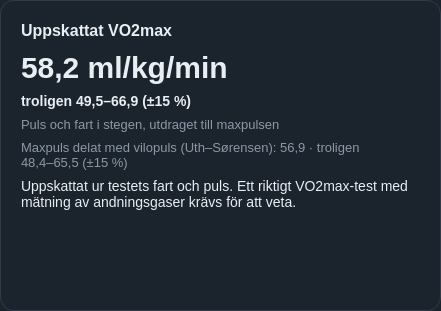 Uppskattat VO2max
58,2 ml/kg/min
troligen 49,5–66,9 (±15 %)
Puls och fart i stegen, utdraget till maxpulsen
Maxpuls delat med vilopuls (Uth–Sørensen): 56,9 · troligen
48,4–65,5 (±15 %)
Uppskattat ur testets fart och puls. Ett riktigt VO2max-test med
mätning av andningsgaser krävs för att veta.